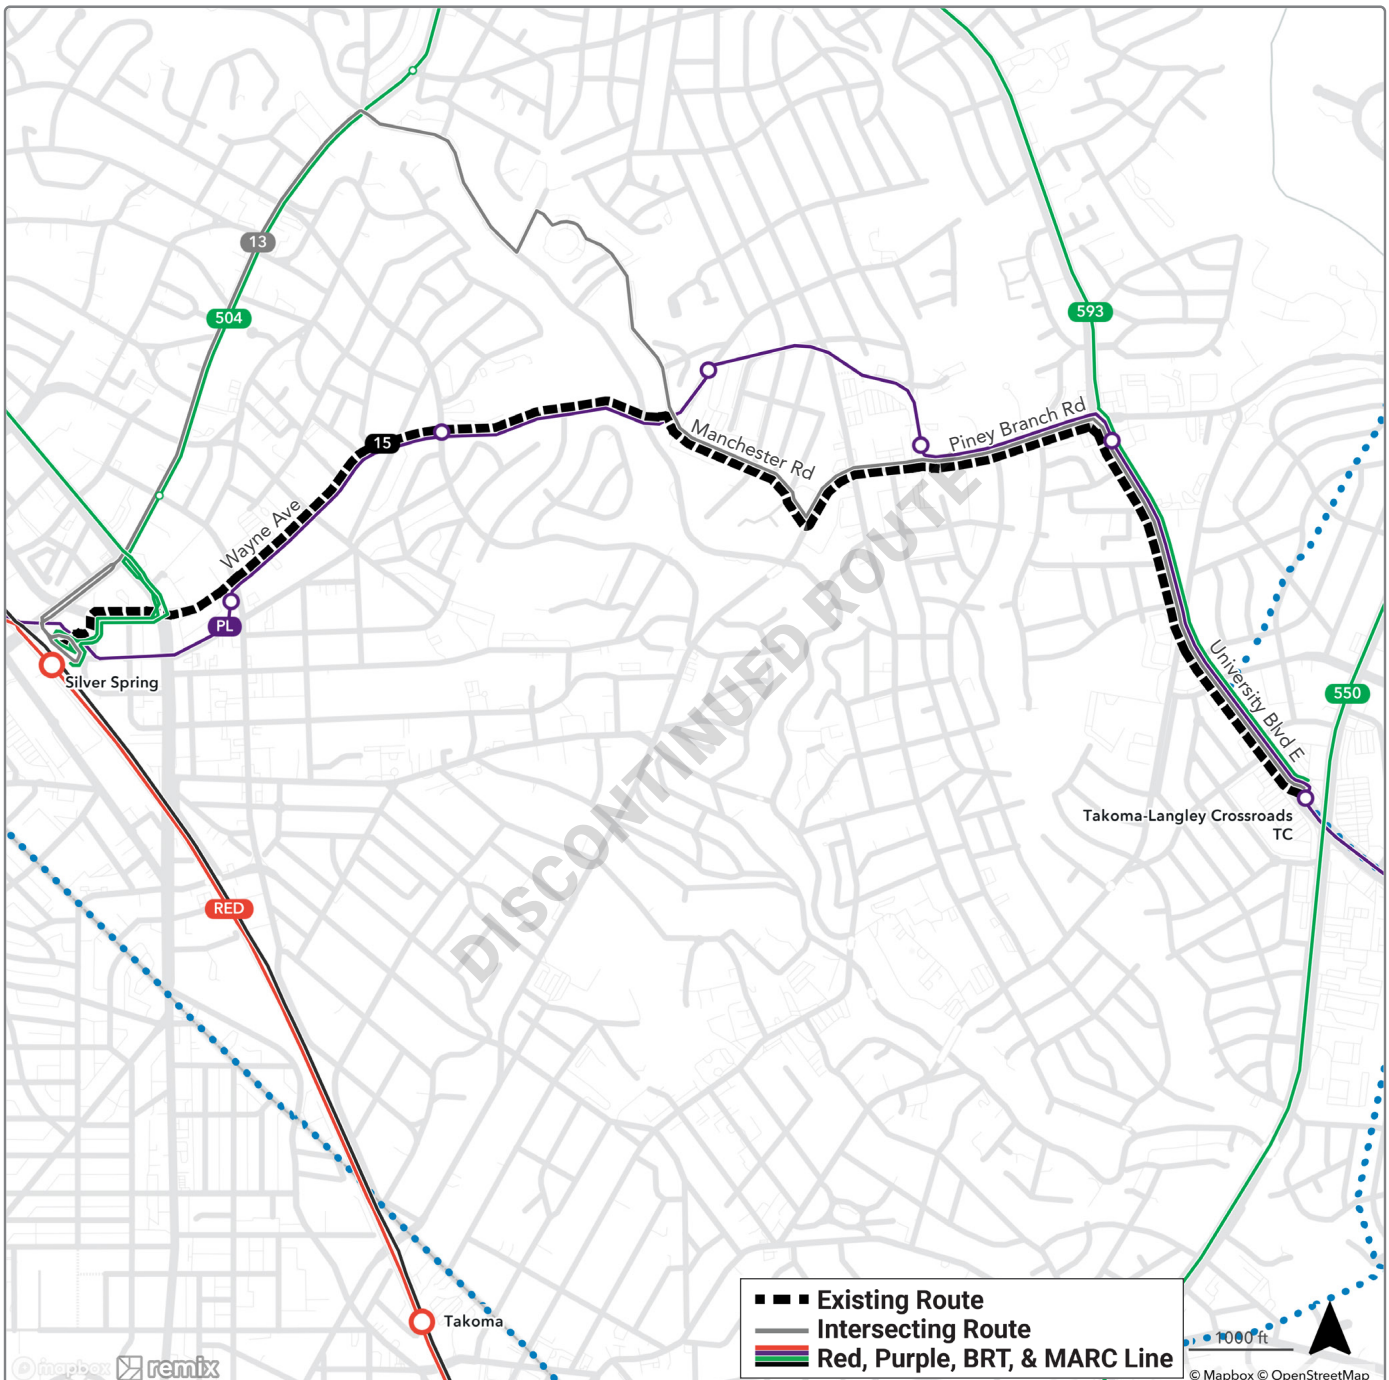 13
504
593
15
Manchester Rd
Piney Branch Rd
Wayne Ave
PL
Silver Spring
University Blvd E
550
Takoma-Langley Crossroads
TC
DISCONTINUED ROUTE
RED
Takoma
Existing Route
Intersecting Route
Red, Purple, BRT, & MARC Line
1000 ft
mapbox remix
© Mapbox © OpenStreetMap